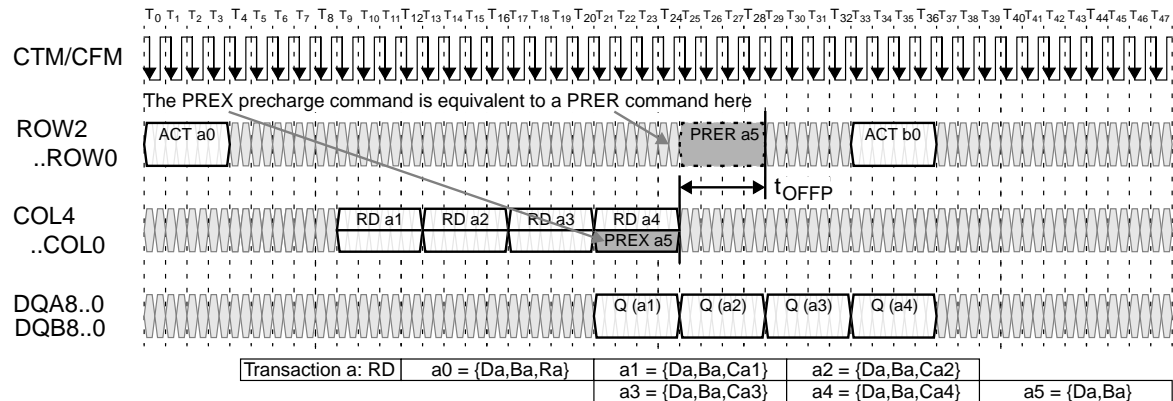 T0 T1 T2 T3 T4 T5 T6 T7 T8 T9 T10 T11 T12 T13 T14 T15 T16 T17 T18 T19 T20 T21 T22 T23 T24 T25 T26 T27 T28 T29 T30 T31 T32 T33 T34 T35 T36 T37 T38 T39 T40 T41 T42 T43 T44 T45 T46 T47
CTM/CFM
The PREX precharge command is equivalent to a PRER command here
ROW2 ACT a0 PRER a5 ACT b0
..ROW0
tOFFP
COL4 RD a1 RD a2 RD a3 RD a4
..COL0 PREX a5
DQA8..0 Q (a1) Q (a2) Q (a3) Q (a4)
DQB8..0
Transaction a: RD a0 = {Da,Ba,Ra} a1 = {Da,Ba,Ca1} a2 = {Da,Ba,Ca2}
a3 = {Da,Ba,Ca3} a4 = {Da,Ba,Ca4} a5 = {Da,Ba}